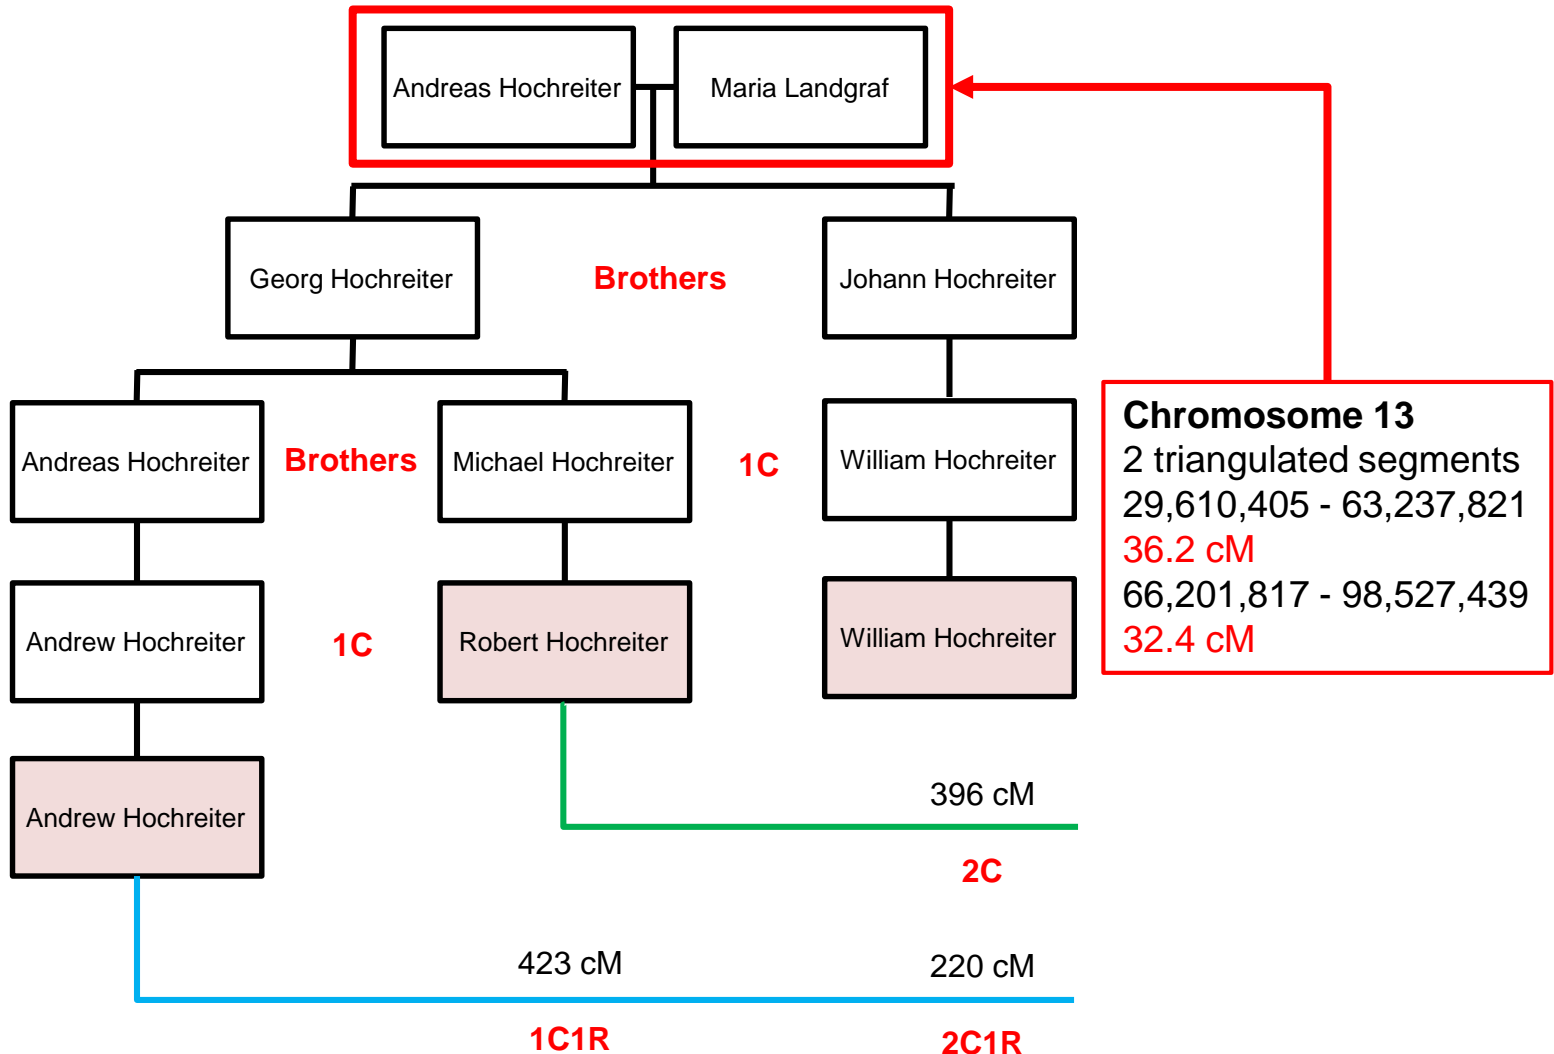 Andreas Hochreiter
Maria Landgraf
Georg Hochreiter
Brothers
Johann Hochreiter
Andreas Hochreiter
Brothers
Michael Hochreiter
1C
William Hochreiter
Chromosome 13
2 triangulated segments
29,610,405 - 63,237,821
36.2 cM
66,201,817 - 98,527,439
32.4 cM
Andrew Hochreiter
1C
Robert Hochreiter
William Hochreiter
Andrew Hochreiter
396 cM
2C
423 cM
220 cM
1C1R
2C1R